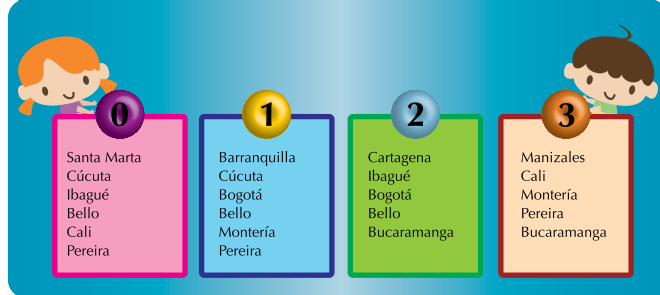 0
Santa Marta
Cúcuta
Ibagué
Bello
Cali
Pereira
1
Barranquilla
Cúcuta
Bogotá
Bello
Montería
Pereira
2
Cartagena
Ibagué
Bogotá
Bello
Bucaramanga
3
Manizales
Cali
Montería
Pereira
Bucaramanga